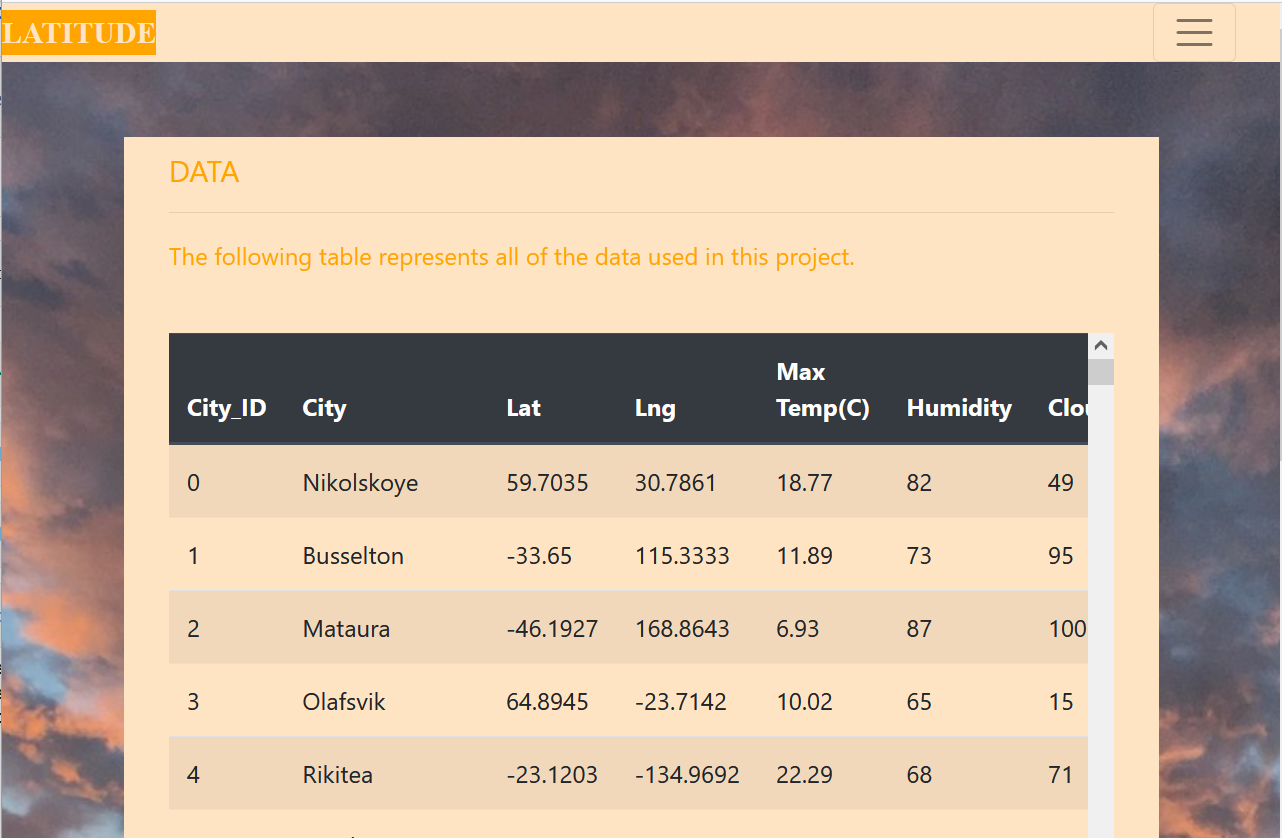 LATITUDE
DATA
The following table represents all of the data used in this project.
City_ID City Lat Lng Max Temp(C) Humidity Clou
0 Nikolskoye 59.7035 30.7861 18.77 82 49
1 Busselton -33.65 115.3333 11.89 73 95
2 Mataura -46.1927 168.8643 6.93 87 100
3 Olafsvik 64.8945 -23.7142 10.02 65 15
4 Rikitea -23.1203 -134.9692 22.29 68 71